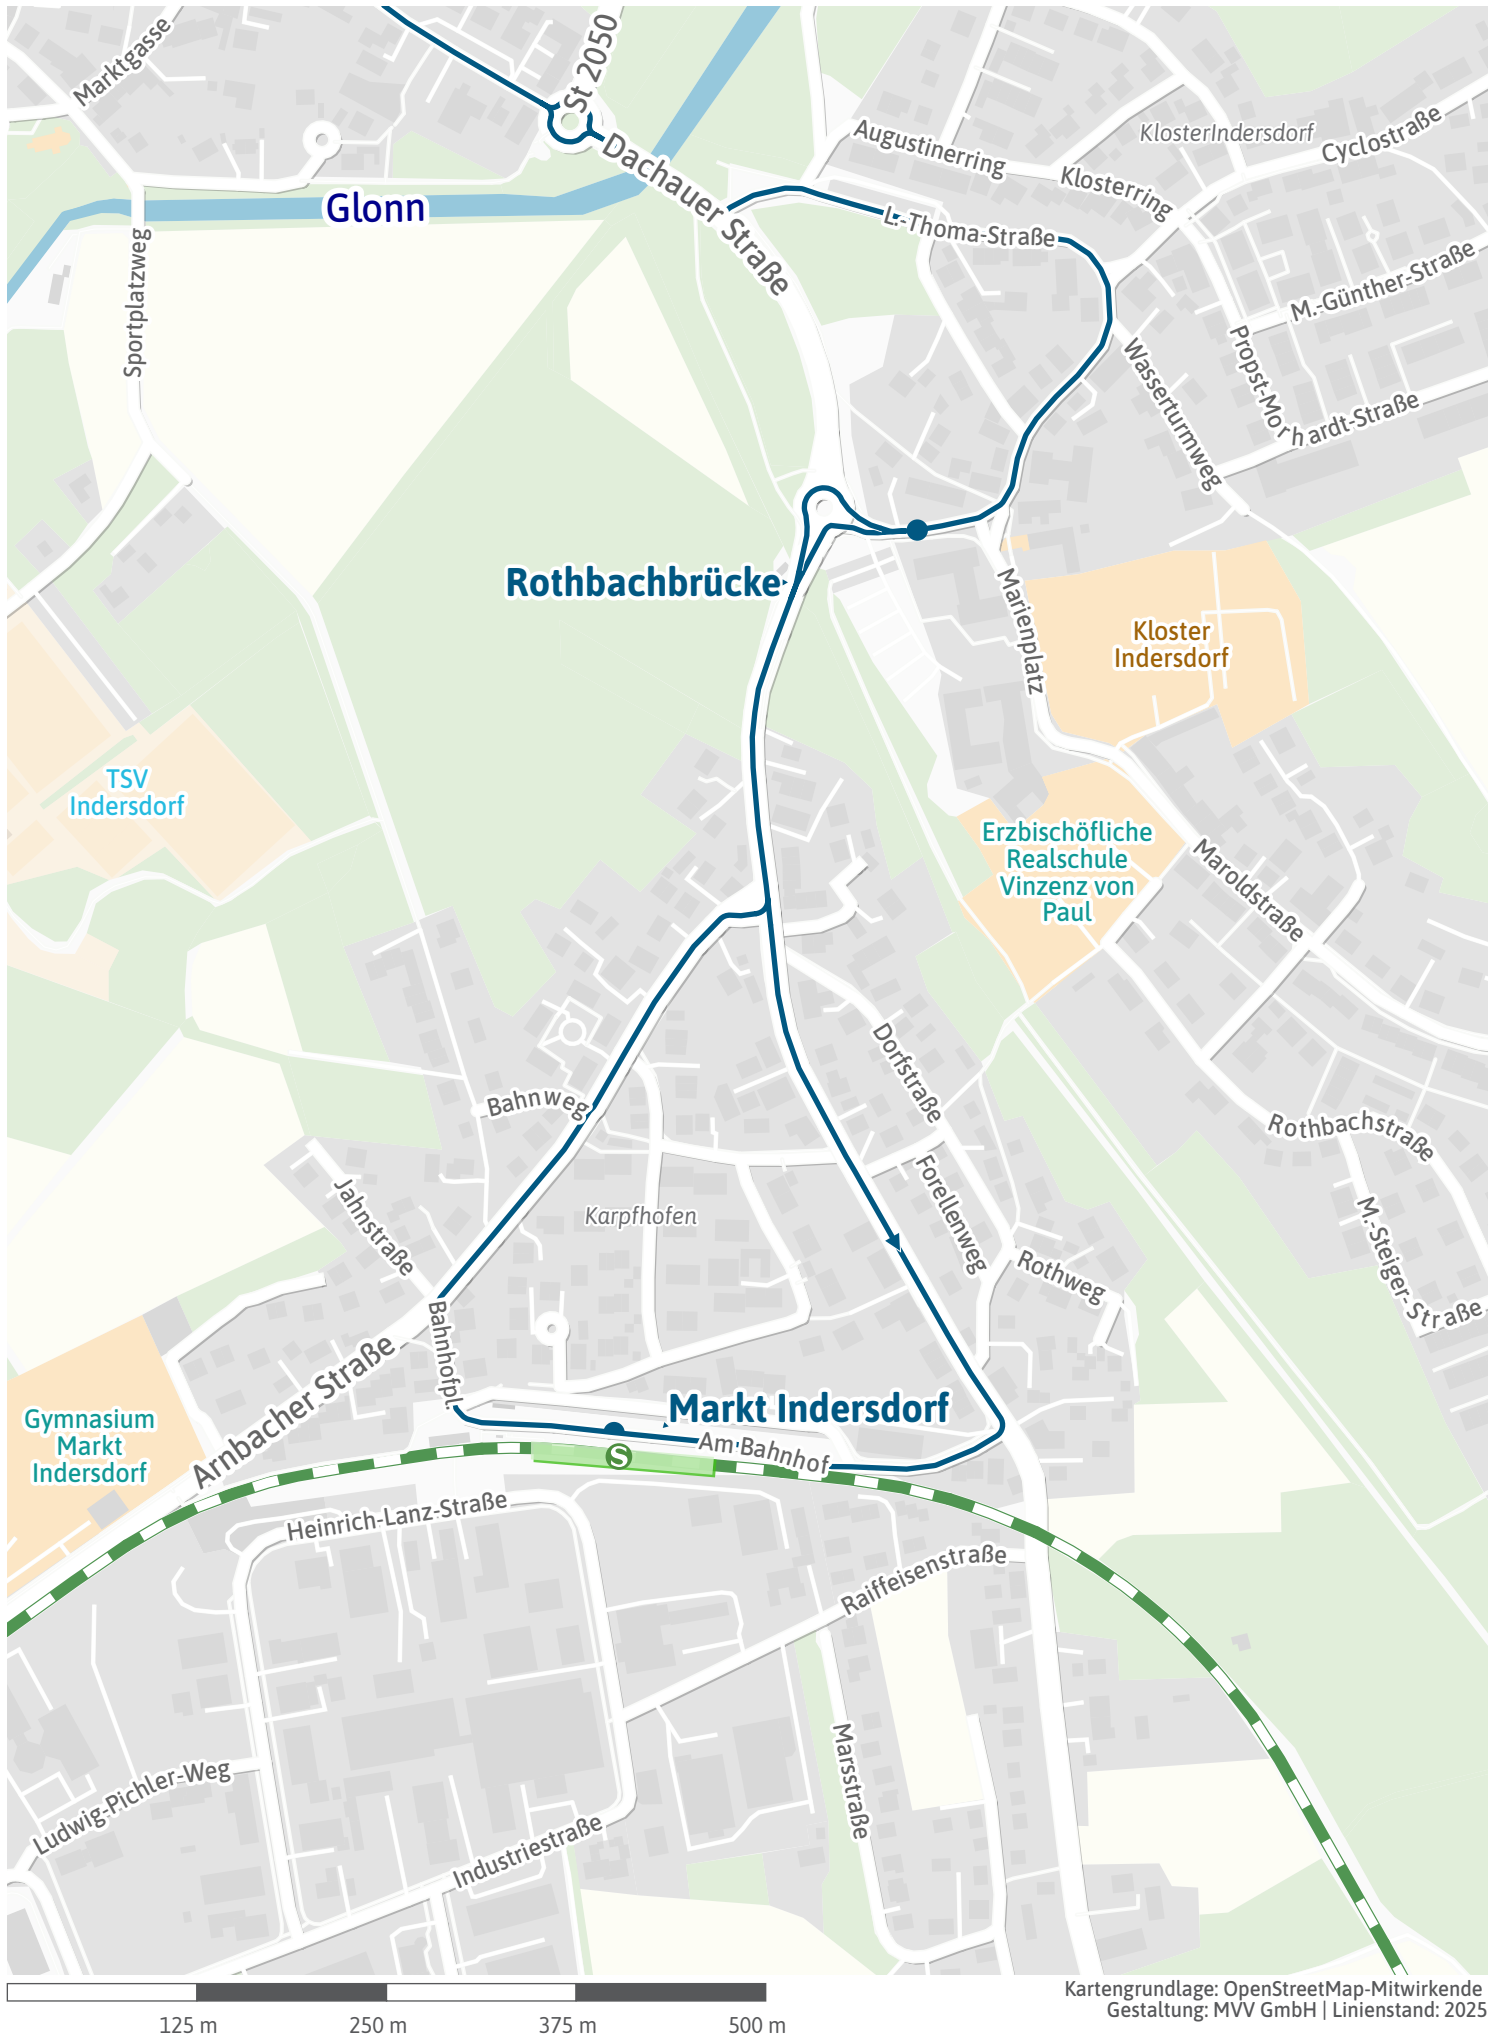 Marktgasse
St 2050
Dachauer Straße
Augustinerring
KlosterIndersdorf
Cyclostraße
Klosterring
Glonn
L.-Thoma-Straße
Sportplatzweg
M.-Günther-Straße
Wasserturmweg
Propst-Morhardt-Straße
Rothbachbrücke
Marienplatz
Kloster
Indersdorf
TSV
Indersdorf
Erzbischöfliche
Realschule
Vinzenz von
Paul
Maroldstraße
Dorfstraße
Bahnweg
Rothbachstraße
Jahnstraße
Karpfhofen
Forellenweg
Rothweg
M.-Steiger-Straße
Bahnhofpl.
Arnbacher Straße
Markt Indersdorf
Gymnasium
Markt
Indersdorf
Am Bahnhof
S
Heinrich-Lanz-Straße
Raiffeisenstraße
Marsstraße
Ludwig-Pichler-Weg
Industriestraße
Kartengrundlage: OpenStreetMap-Mitwirkende
Gestaltung: MVV GmbH | Linienstand: 2025
125 m
250 m
375 m
500 m